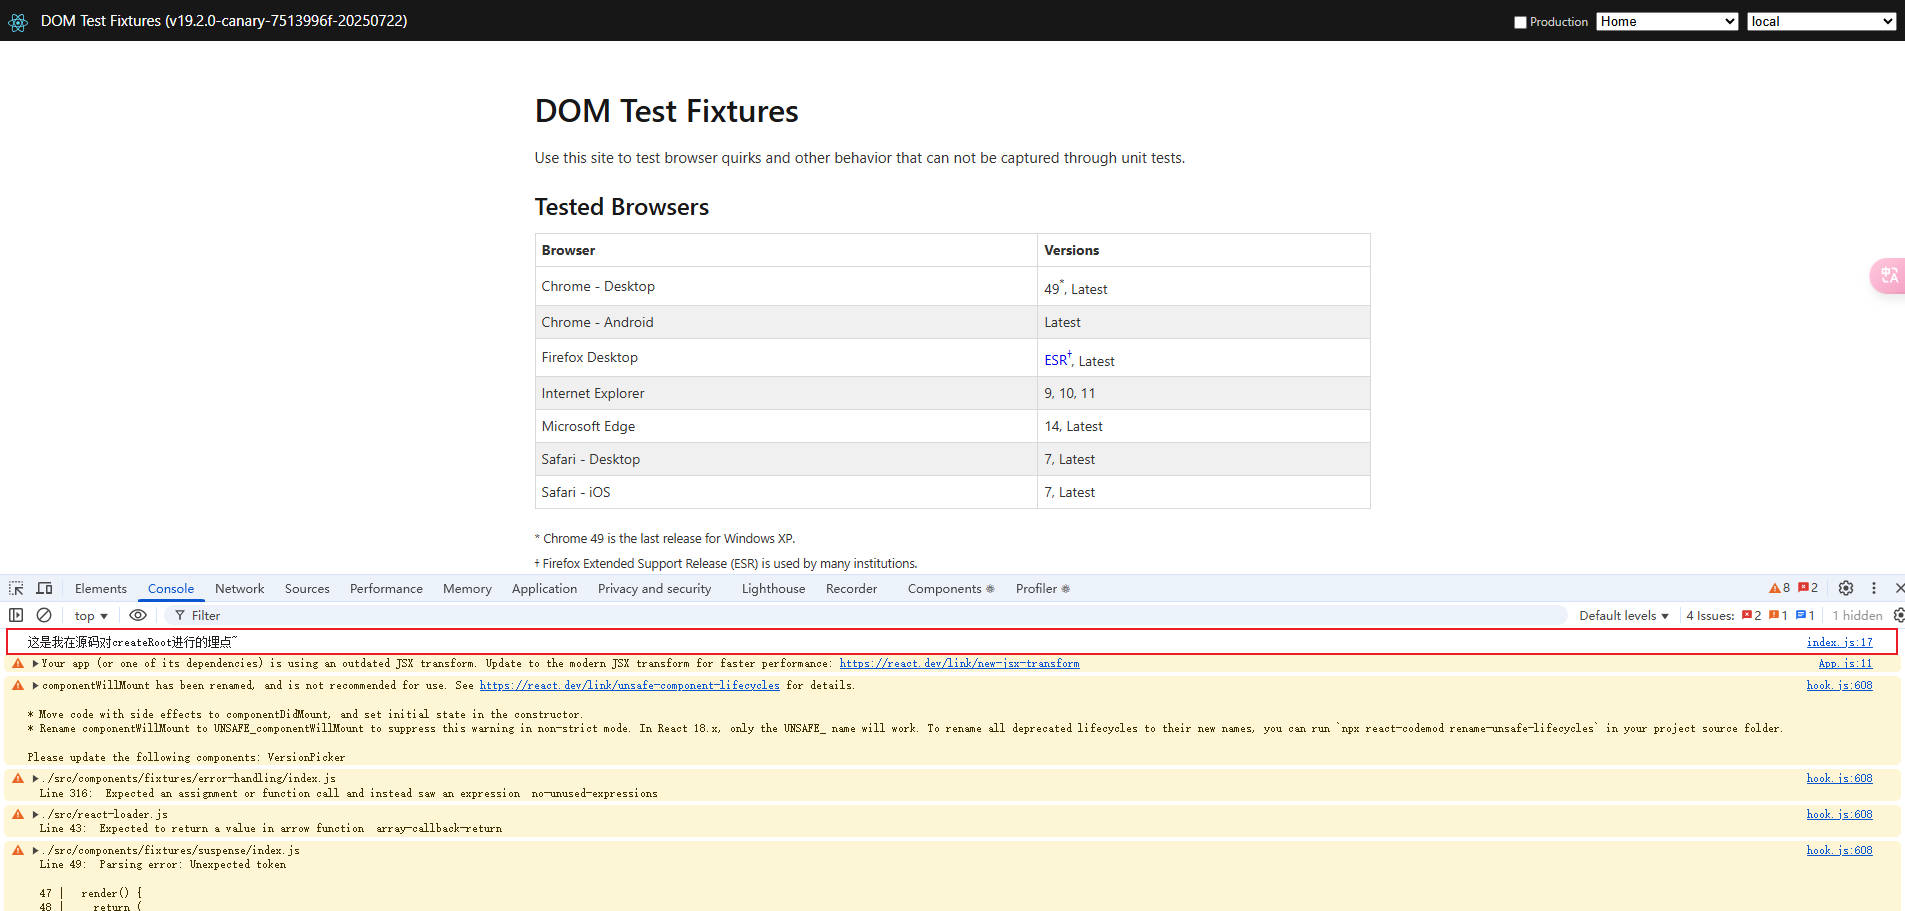 DOM Test Fixtures (v19.2.0-canary-7513996f-20250722)
Production Home local
DOM Test Fixtures
Use this site to test browser quirks and other behavior that can not be captured through unit tests.
Tested Browsers
Browser Versions
Chrome - Desktop 49*, Latest
Chrome - Android Latest
Firefox Desktop ESR†, Latest
Internet Explorer 9, 10, 11
Microsoft Edge 14, Latest
Safari - Desktop 7, Latest
Safari - iOS 7, Latest
* Chrome 49 is the last release for Windows XP.
† Firefox Extended Support Release (ESR) is used by many institutions.
中A
Elements Console Network Sources Performance Memory Application Privacy and security Lighthouse Recorder Components Profiler 8 2
top Filter Default levels 4 Issues: 2 1 1 1 hidden
这是我在源码对createRoot进行的埋点~ index.js:17
Your app (or one of its dependencies) is using an outdated JSX transform. Update to the modern JSX transform for faster performance: https://react.dev/link/new-jsx-transform App.js:11
componentWillMount has been renamed, and is not recommended for use. See https://react.dev/link/unsafe-component-lifecycles for details. hook.js:608
* Move code with side effects to componentDidMount, and set initial state in the constructor.
* Rename componentWillMount to UNSAFE_componentWillMount to suppress this warning in non-strict mode. In React 18.x, only the UNSAFE_ name will work. To rename all deprecated lifecycles to their new names, you can run `npx react-codemod rename-unsafe-lifecycles` in your project source folder.
Please update the following components: VersionPicker
./src/components/fixtures/error-handling/index.js hook.js:608
Line 316: Expected an assignment or function call and instead saw an expression no-unused-expressions
./src/react-loader.js hook.js:608
Line 43: Expected to return a value in arrow function array-callback-return
./src/components/fixtures/suspense/index.js hook.js:608
Line 49: Parsing error: Unexpected token
47 | render() {
48 | return (